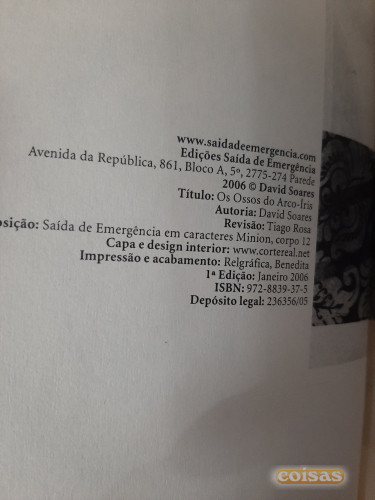 www.saidadeemergencia.com
Edições Saída de Emergência
Avenida da República, 861, Bloco A, 5º, 2775-274 Parede
2006 © David Soares
Título: Os Ossos do Arco-Íris
Autoria: David Soares
Revisão: Tiago Rosa
osição: Saída de Emergência em caracteres Minion, corpo 12
Capa e design interior: www.cortereal.net
Impressão e acabamento: Relgráfica, Benedita
1ª Edição: Janeiro 2006
ISBN: 972-8839-37-5
Depósito legal: 236356/05
coisas